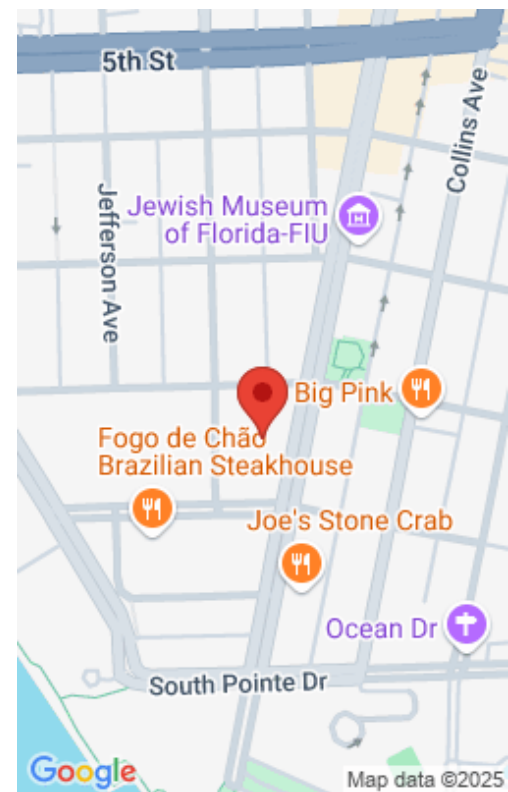 5th St
Collins Ave
Jefferson Ave
Jewish Museum
of Florida-FIU
Big Pink
Fogo de Chão
Brazilian Steakhouse
Joe's Stone Crab
Ocean Dr
South Pointe Dr
Google
Map data ©2025